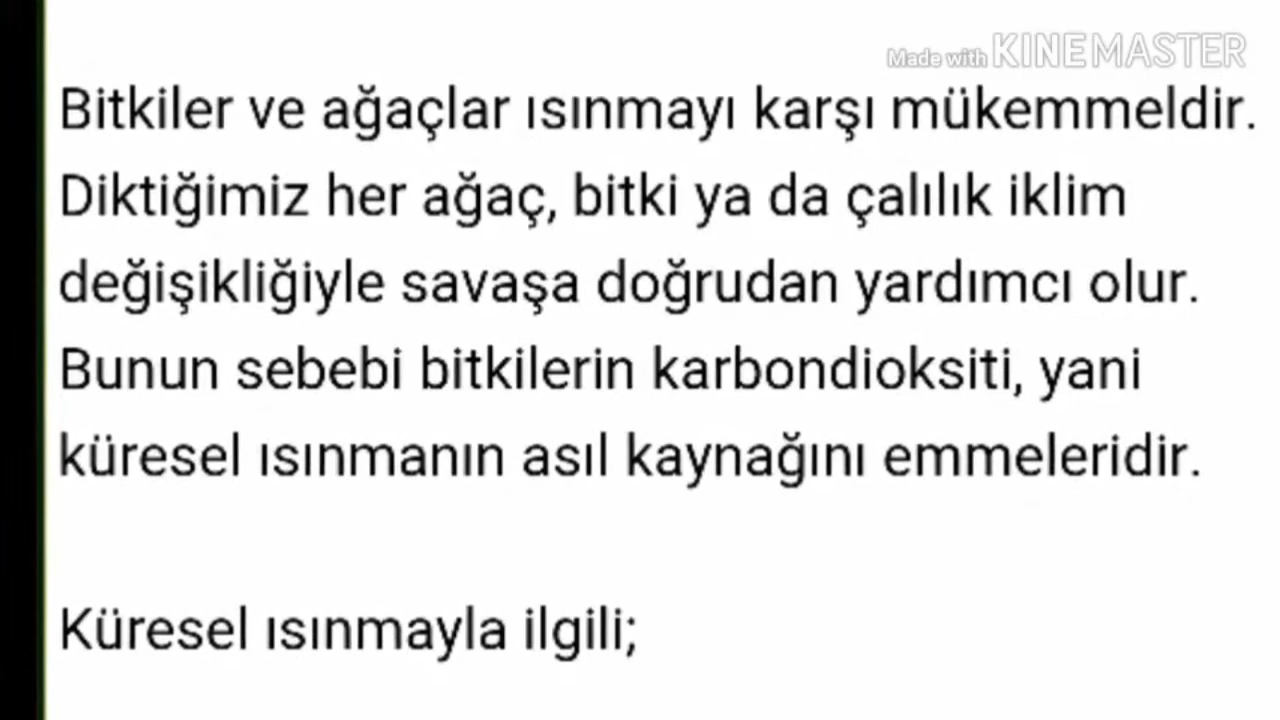 Made with KINEMASTER
Bitkiler ve ağaçlar ısınmayı karşı mükemmeldir.
Diktiğimiz her ağaç, bitki ya da çalılık iklim
değişikliğiyle savaşa doğrudan yardımcı olur.
Bunun sebebi bitkilerin karbondioksiti, yani
küresel ısınmanın asıl kaynağını emmeleridir.
Küresel ısınmayla ilgili;